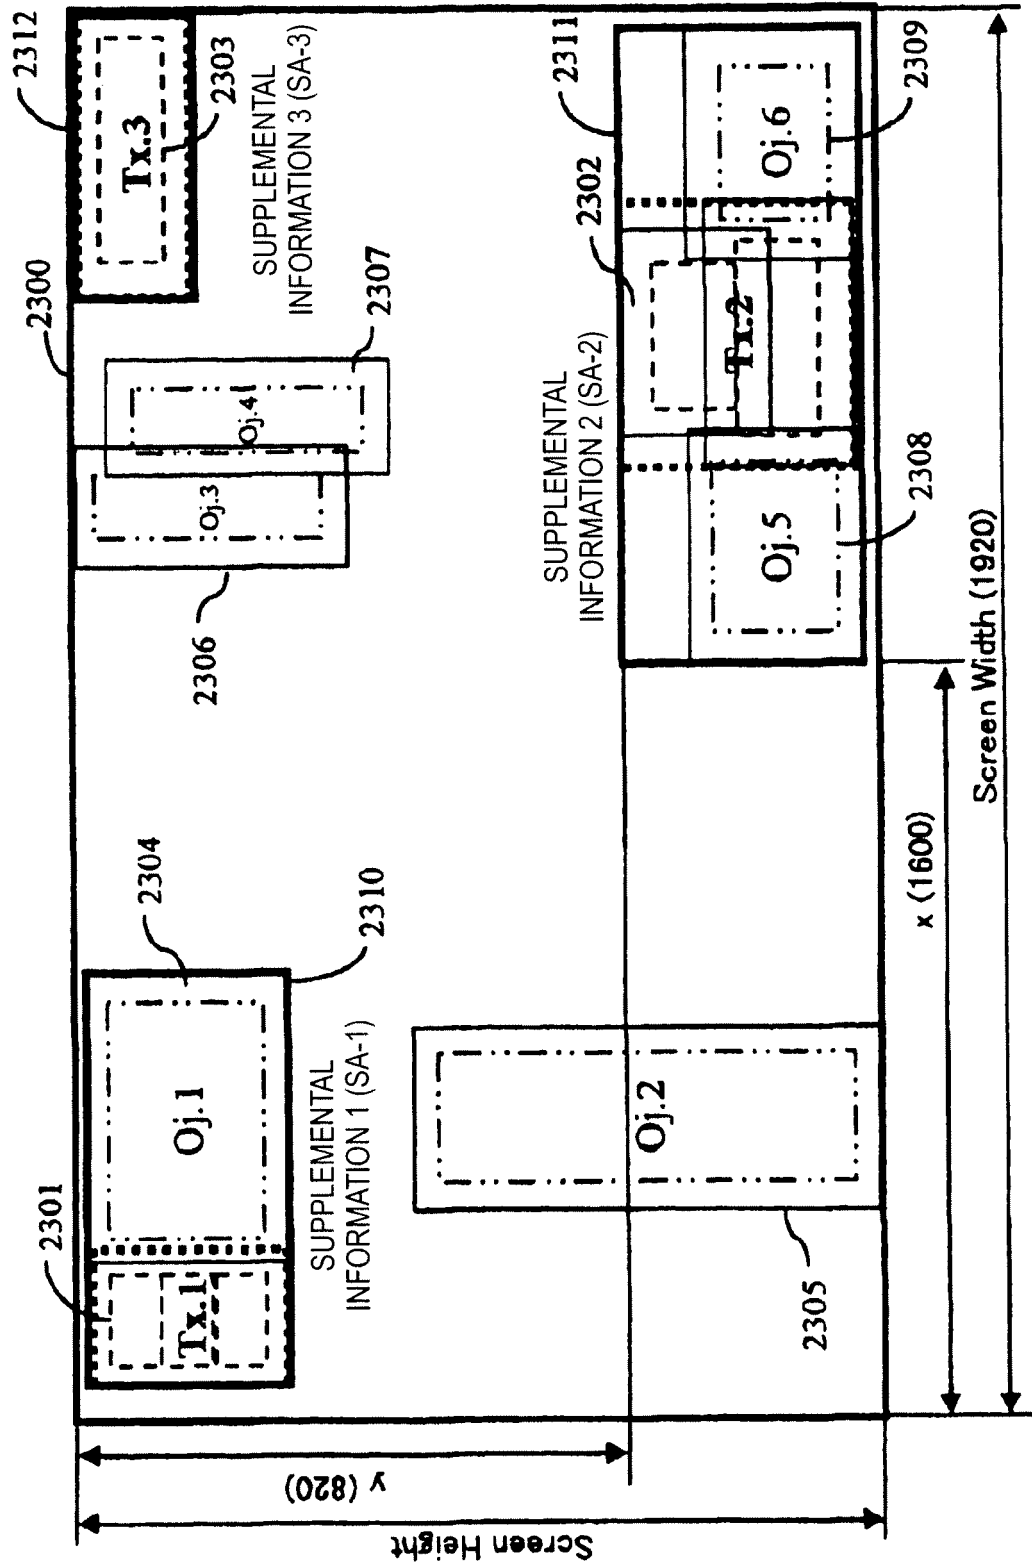 2312
2303
Tx.3
SUPPLEMENTAL
INFORMATION 3 (SA-3)
2300
2307
Oj.4
Oj.3
2306
2304
2310
Oj.1
2301
Tx.1
SUPPLEMENTAL
INFORMATION 1 (SA-1)
2311
2309
Oj.6
2302
Tx.2
SUPPLEMENTAL
INFORMATION 2 (SA-2)
2308
Oj.5
Oj.2
2305
x (1600)
Screen Width (1920)
y (820)
Screen Height